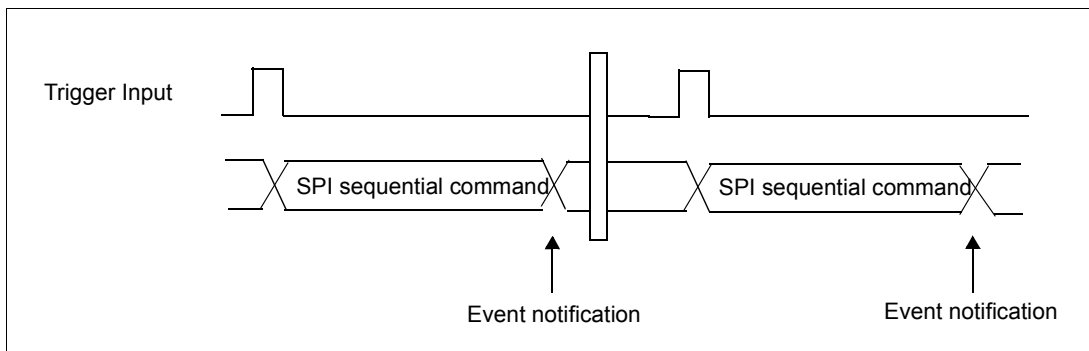 Trigger Input
SPI sequential command
SPI sequential command
Event notification
Event notification